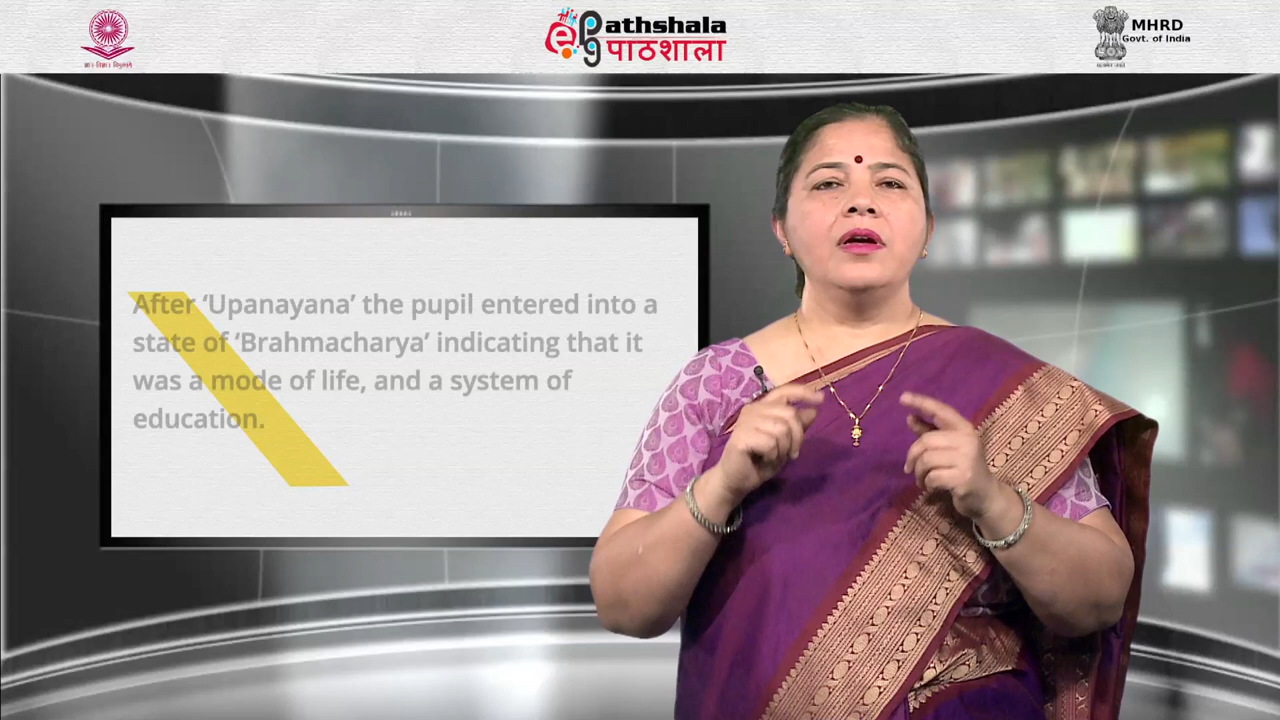 ePathshala
पाठशाला
MHRD
Govt. of India
After ‘Upanayana’ the pupil entered into a
state of ‘Brahmacharya’ indicating that it
was a mode of life, and a system of
education.